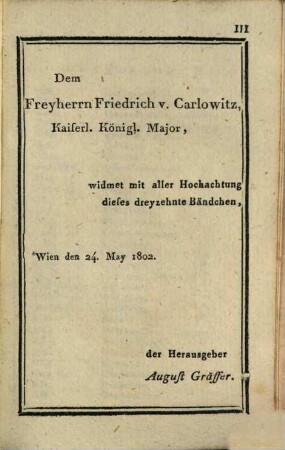 III
Dem
Freyherrn Friedrich v. Carlowitz,
Kaiſerl. Königl. Major,
widmet mit aller Hochachtung
dieſes dreyzehnte Bändchen,
Wien den 24. May 1802.
der Herausgeber
Auguſt Gräffer.